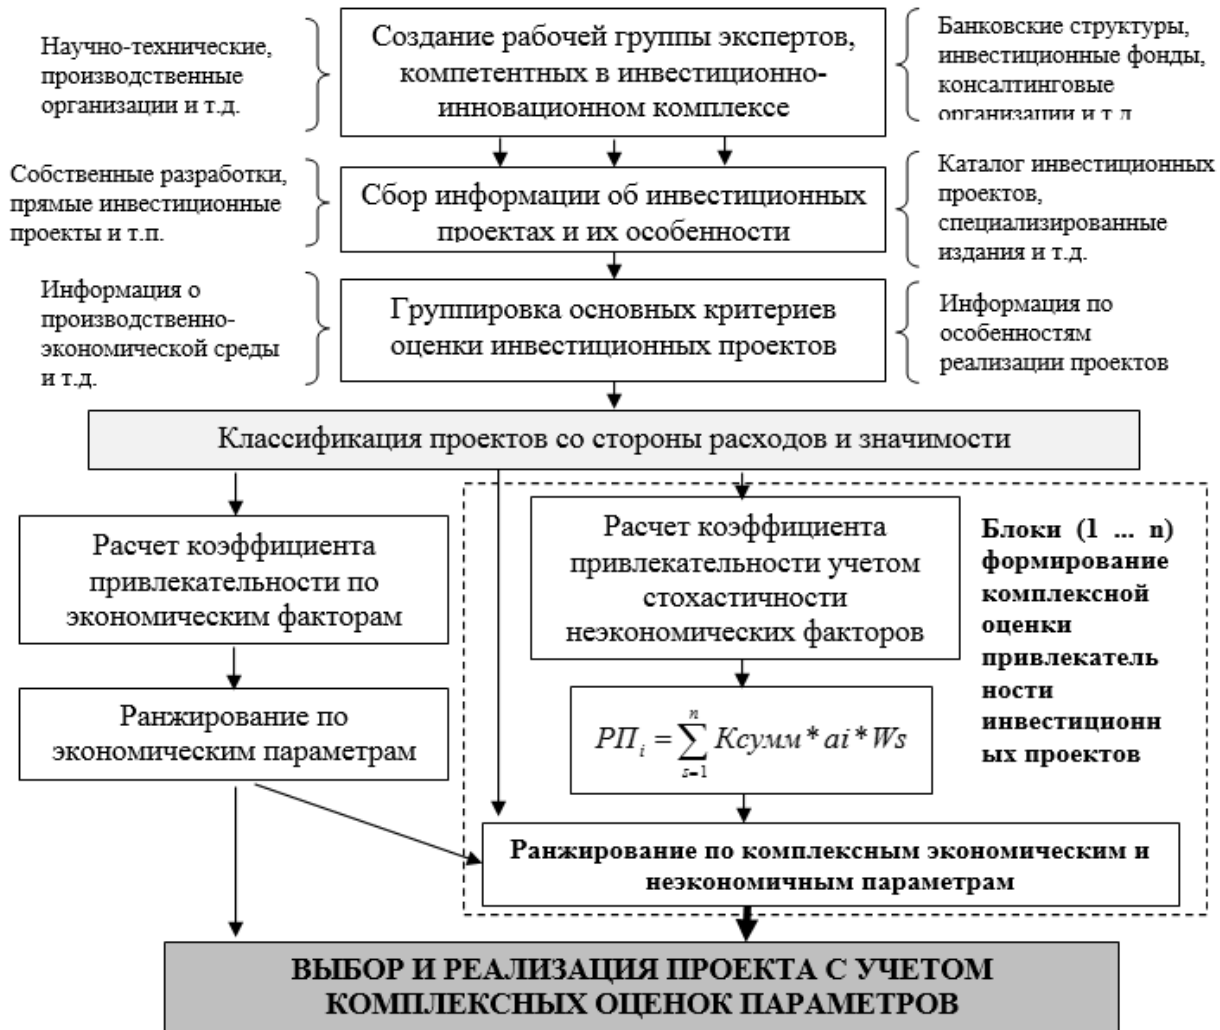 Научно-технические,
производственные
организации и т.д.
Создание рабочей группы экспертов,
компетентных в инвестиционно-
инновационном комплексе
Банковские структуры,
инвестиционные фонды,
консалтинговые
организации и т.д
Собственные разработки,
прямые инвестиционные
проекты и т.п.
Сбор информации об инвестиционных
проектах и их особенности
Каталог инвестиционных
проектов,
специализированные
издания и т.д.
Информация о
производственно-
экономической среды
и т.д.
Группировка основных критериев
оценки инвестиционных проектов
Информация по
особенностям
реализации проектов
Классификация проектов со стороны расходов и значимости
Расчет коэффициента
привлекательности по
экономическим факторам
Расчет коэффициента
привлекательности учетом
стохастичности
неэкономических факторов
Блоки (1 ... n)
формирование
комплексной
оценки
привлекатель
ности
инвестиционн
ых проектов
Ранжирование по
экономическим параметрам
РП_i = ∑_{s=1}^{n} Ксумм * ai * Ws
Ранжирование по комплексным экономическим и
неэкономичным параметрам
ВЫБОР И РЕАЛИЗАЦИЯ ПРОЕКТА С УЧЕТОМ
КОМПЛЕКСНЫХ ОЦЕНОК ПАРАМЕТРОВ